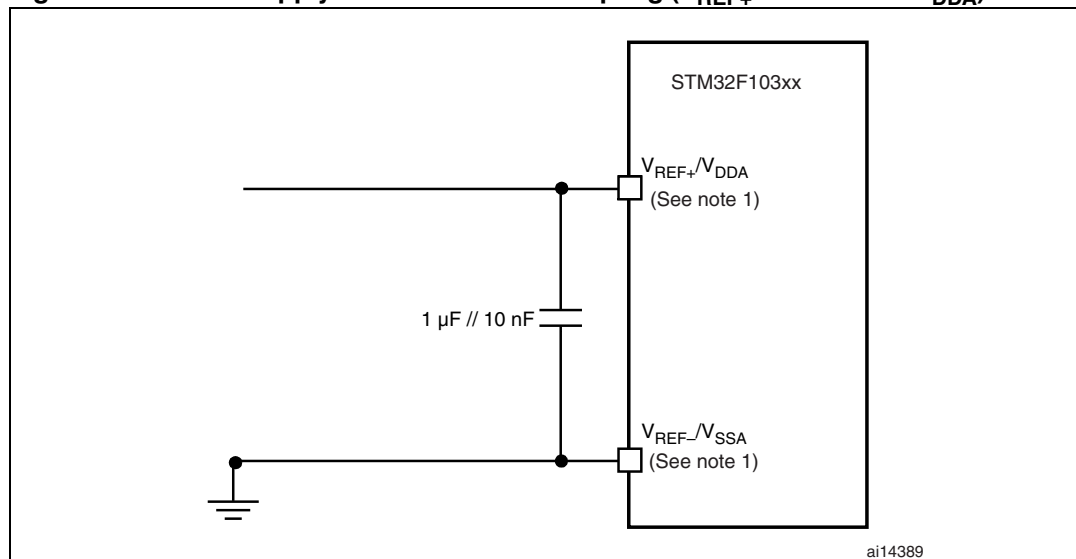 STM32F103xx
VREF+/VDDA
(See note 1)
1 µF // 10 nF
VREF–/VSSA
(See note 1)
ai14389